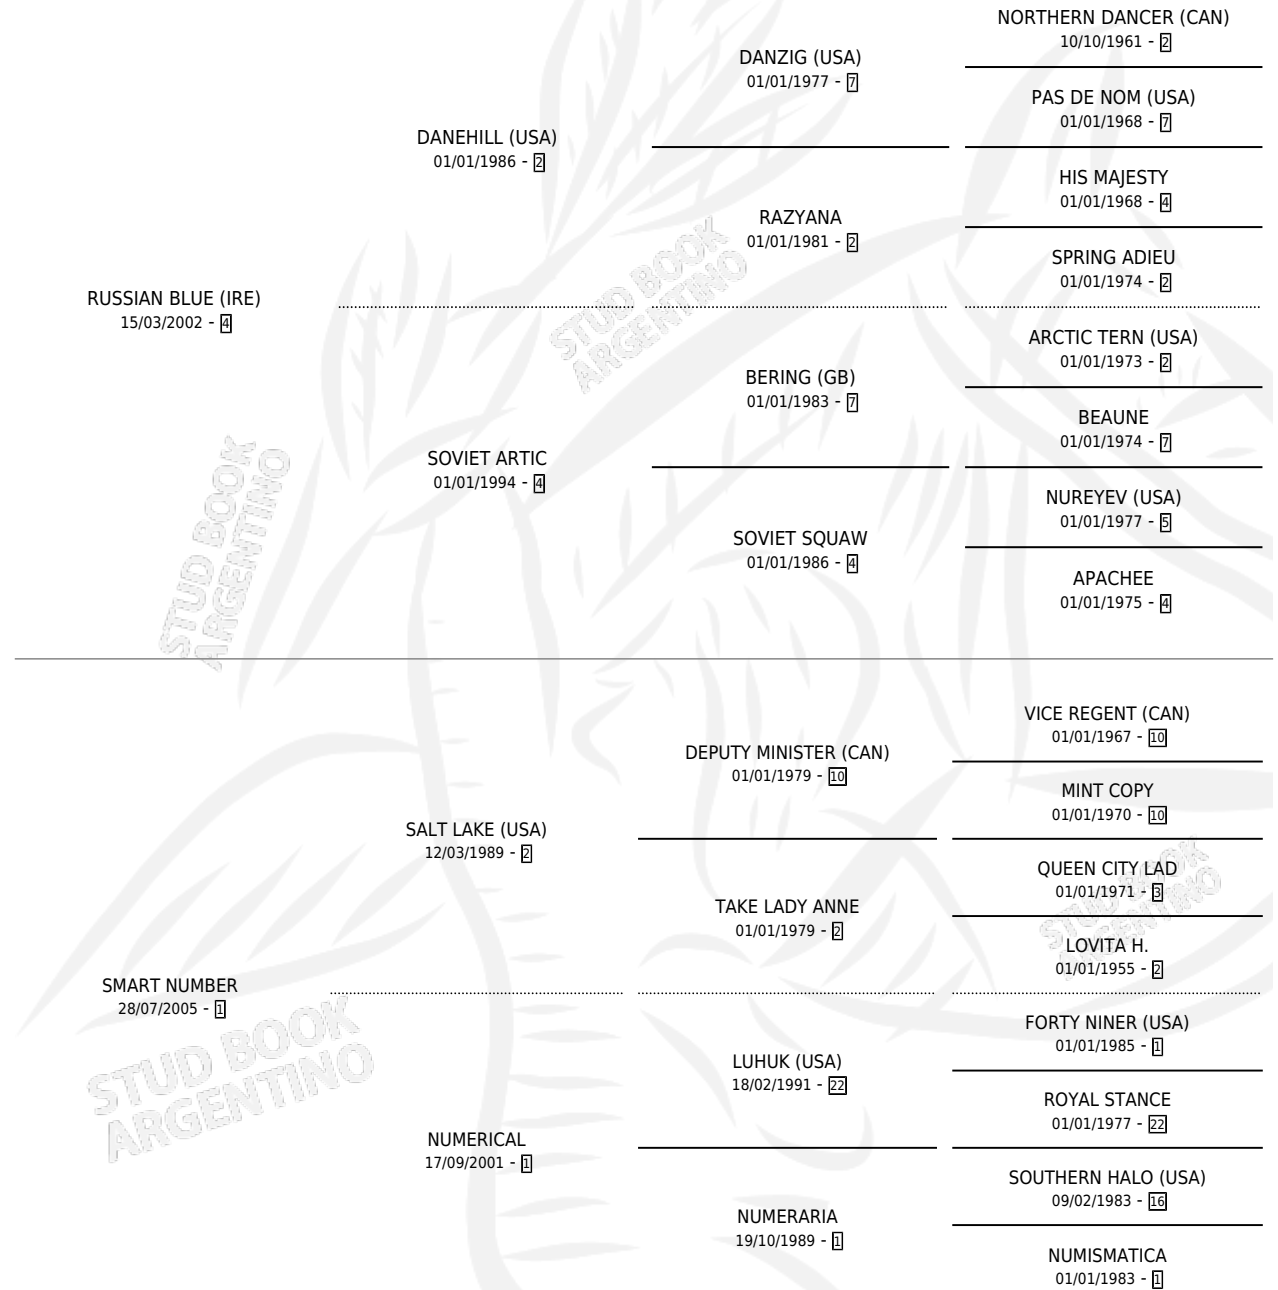 NORTHERN DANCER (CAN)
10/10/1961 - 2
DANZIG (USA)
01/01/1977 - 7
PAS DE NOM (USA)
01/01/1968 - 7
DANEHILL (USA)
01/01/1986 - 2
HIS MAJESTY
01/01/1968 - 4
RAZYANA
01/01/1981 - 2
SPRING ADIEU
01/01/1974 - 2
RUSSIAN BLUE (IRE)
15/03/2002 - 4
ARCTIC TERN (USA)
01/01/1973 - 2
BERING (GB)
01/01/1983 - 7
BEAUNE
01/01/1974 - 7
SOVIET ARTIC
01/01/1994 - 4
NUREYEV (USA)
01/01/1977 - 5
SOVIET SQUAW
01/01/1986 - 4
APACHEE
01/01/1975 - 4
VICE REGENT (CAN)
01/01/1967 - 10
DEPUTY MINISTER (CAN)
01/01/1979 - 10
MINT COPY
01/01/1970 - 10
SALT LAKE (USA)
12/03/1989 - 2
QUEEN CITY LAD
01/01/1971 - 3
TAKE LADY ANNE
01/01/1979 - 2
LOVITA H.
01/01/1955 - 2
SMART NUMBER
28/07/2005 - 1
FORTY NINER (USA)
01/01/1985 - 1
LUHUK (USA)
18/02/1991 - 22
ROYAL STANCE
01/01/1977 - 22
NUMERICAL
17/09/2001 - 1
SOUTHERN HALO (USA)
09/02/1983 - 16
NUMERARIA
19/10/1989 - 1
NUMISMATICA
01/01/1983 - 1
STUD BOOK
ARGENTINO
STUD BOOK
ARGENTINO
STUD BOOK
ARGENTINO
STUD BOOK
ARGENTINO